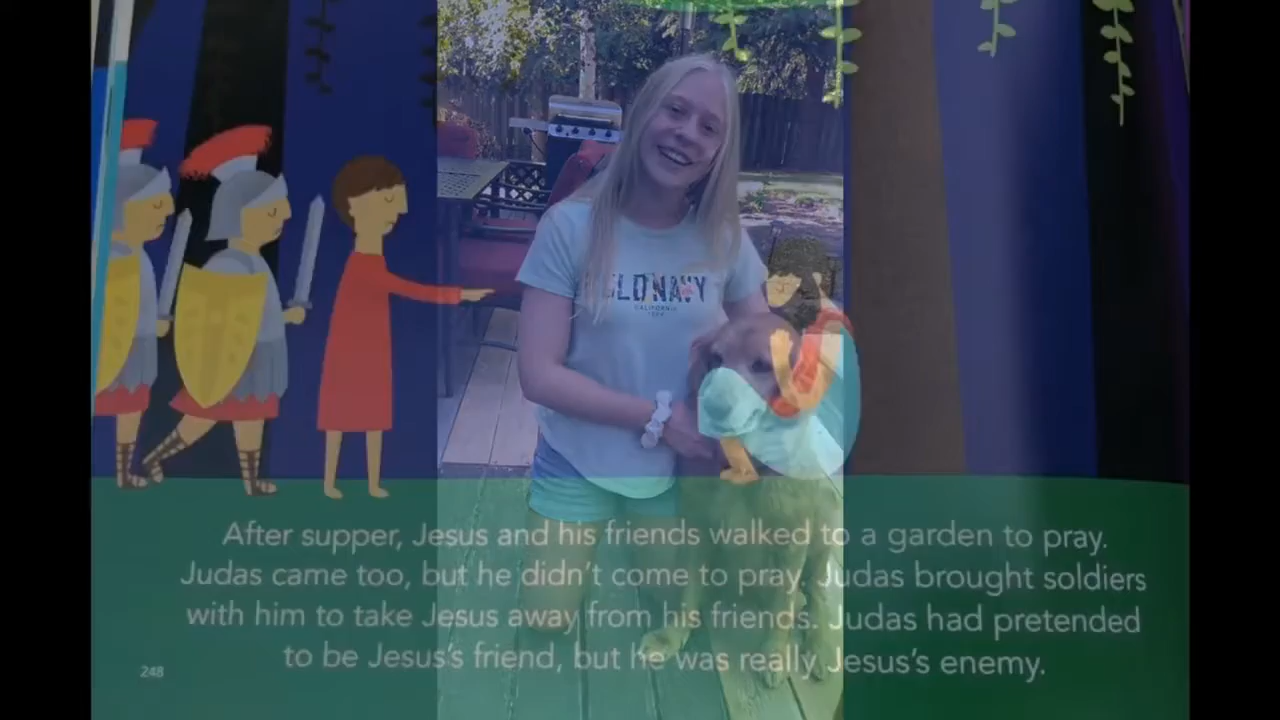 OLD NAVY
CALIFORNIA
After supper, Jesus and his friends walked to a garden to pray.
Judas came too, but he didn't come to pray. Judas brought soldiers
with him to take Jesus away from his friends. Judas had pretended
to be Jesus's friend, but he was really Jesus's enemy.
248